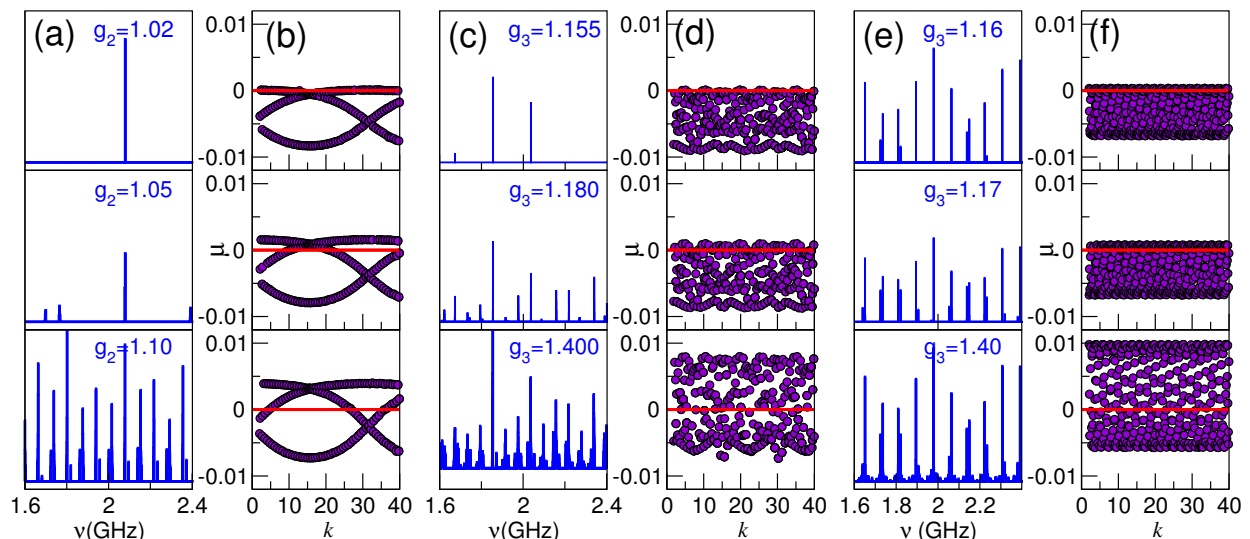 (a) g2=1.02 (b) (c) g3=1.155 (d) (e) g3=1.16 (f)
0.01 0.01 0.01
0 0 0
-0.01 -0.01 -0.01
g2=1.05 g3=1.180 g3=1.17
0.01 0.01 0.01
μ 0 0 0
-0.01 -0.01 -0.01
g2=1.10 g3=1.400 g3=1.40
0.01 0.01 0.01
0 0 0
-0.01 -0.01 -0.01
1.6 2 2.4 0 10 20 30 40 1.6 2 2.4 0 10 20 30 40 1.6 1.8 2 2.2 0 10 20 30 40
ν(GHz) k ν(GHz) k ν (GHz) k